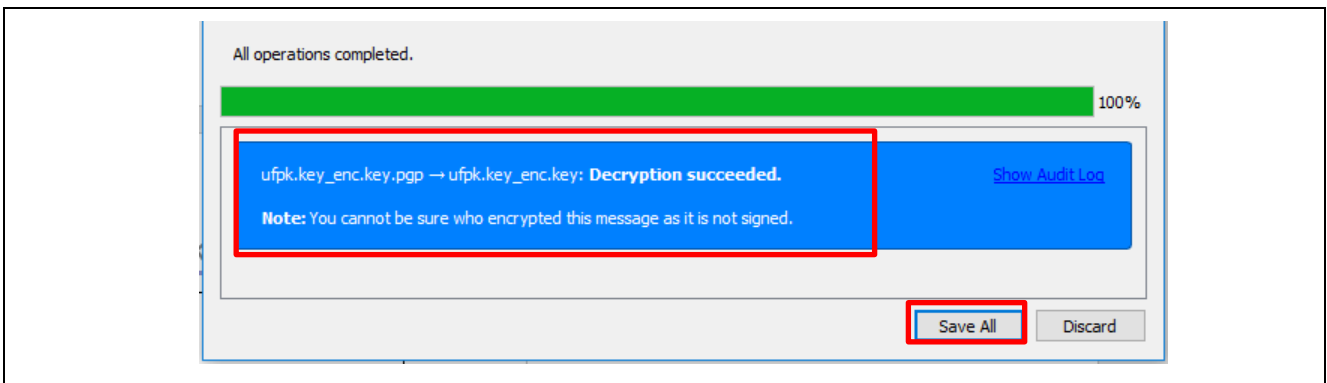 All operations completed.
100%
ufpk.key_enc.key.pgp → ufpk.key_enc.key: Decryption succeeded.
Show Audit Log
Note: You cannot be sure who encrypted this message as it is not signed.
Save All
Discard